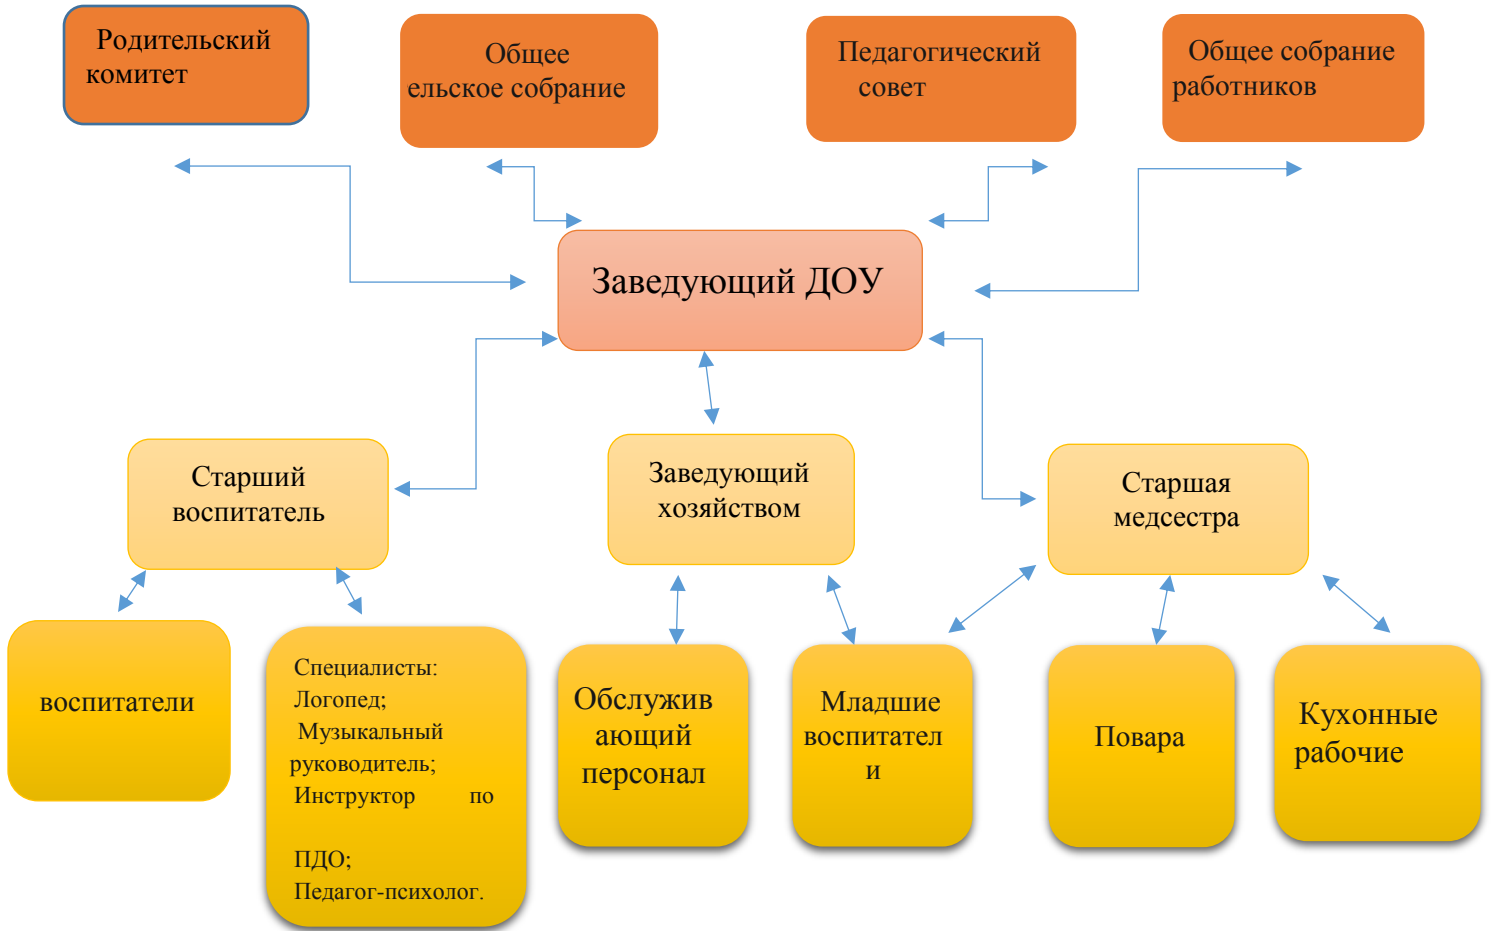 Родительский
комитет
Общее
ельское собрание
Педагогический
совет
Общее собрание
работников
Заведующий ДОУ
Старший
воспитатель
Заведующий
хозяйством
Старшая
медсестра
воспитатели
Специалисты:
Логопед;
Музыкальный
руководитель;
Инструктор по
ПДО;
Педагог-психолог.
Обслужив
ающий
персонал
Младшие
воспитател
и
Повара
Кухонные
рабочие